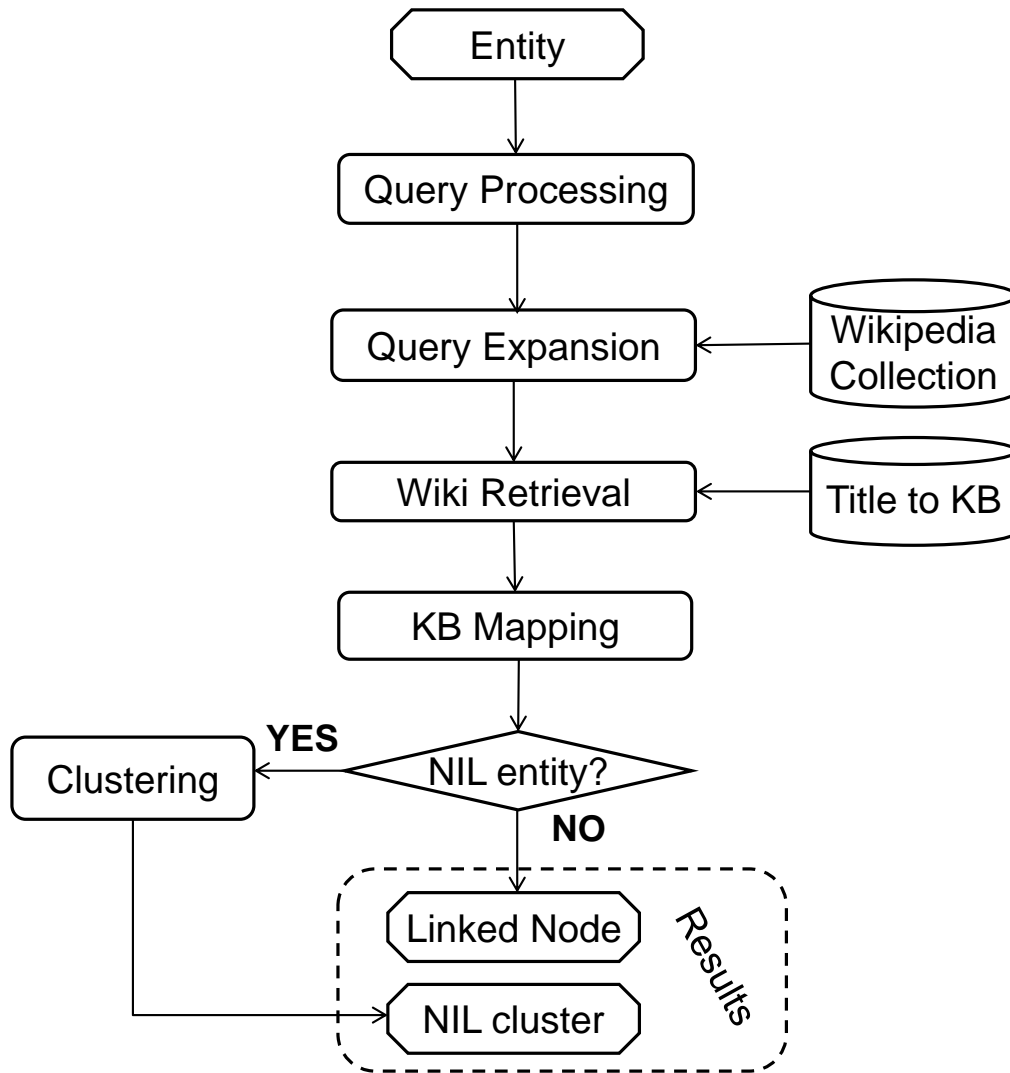 Entity
Query Processing
Query Expansion
Wikipedia
Collection
Wiki Retrieval
Title to KB
KB Mapping
YES
Clustering
NIL entity?
NO
Linked Node
Results
NIL cluster